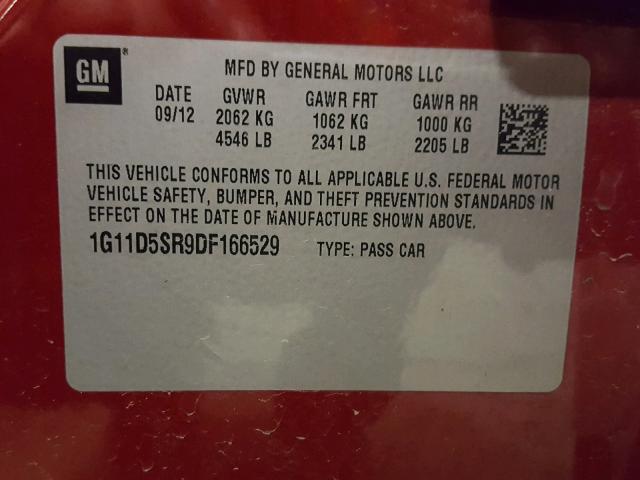 GM®
MFD BY GENERAL MOTORS LLC
DATE GVWR GAWR FRT GAWR RR
09/12 2062 KG 1062 KG 1000 KG
4546 LB 2341 LB 2205 LB
THIS VEHICLE CONFORMS TO ALL APPLICABLE U.S. FEDERAL MOTOR
VEHICLE SAFETY, BUMPER, AND THEFT PREVENTION STANDARDS IN
EFFECT ON THE DATE OF MANUFACTURE SHOWN ABOVE.
1G11D5SR9DF166529 TYPE: PASS CAR